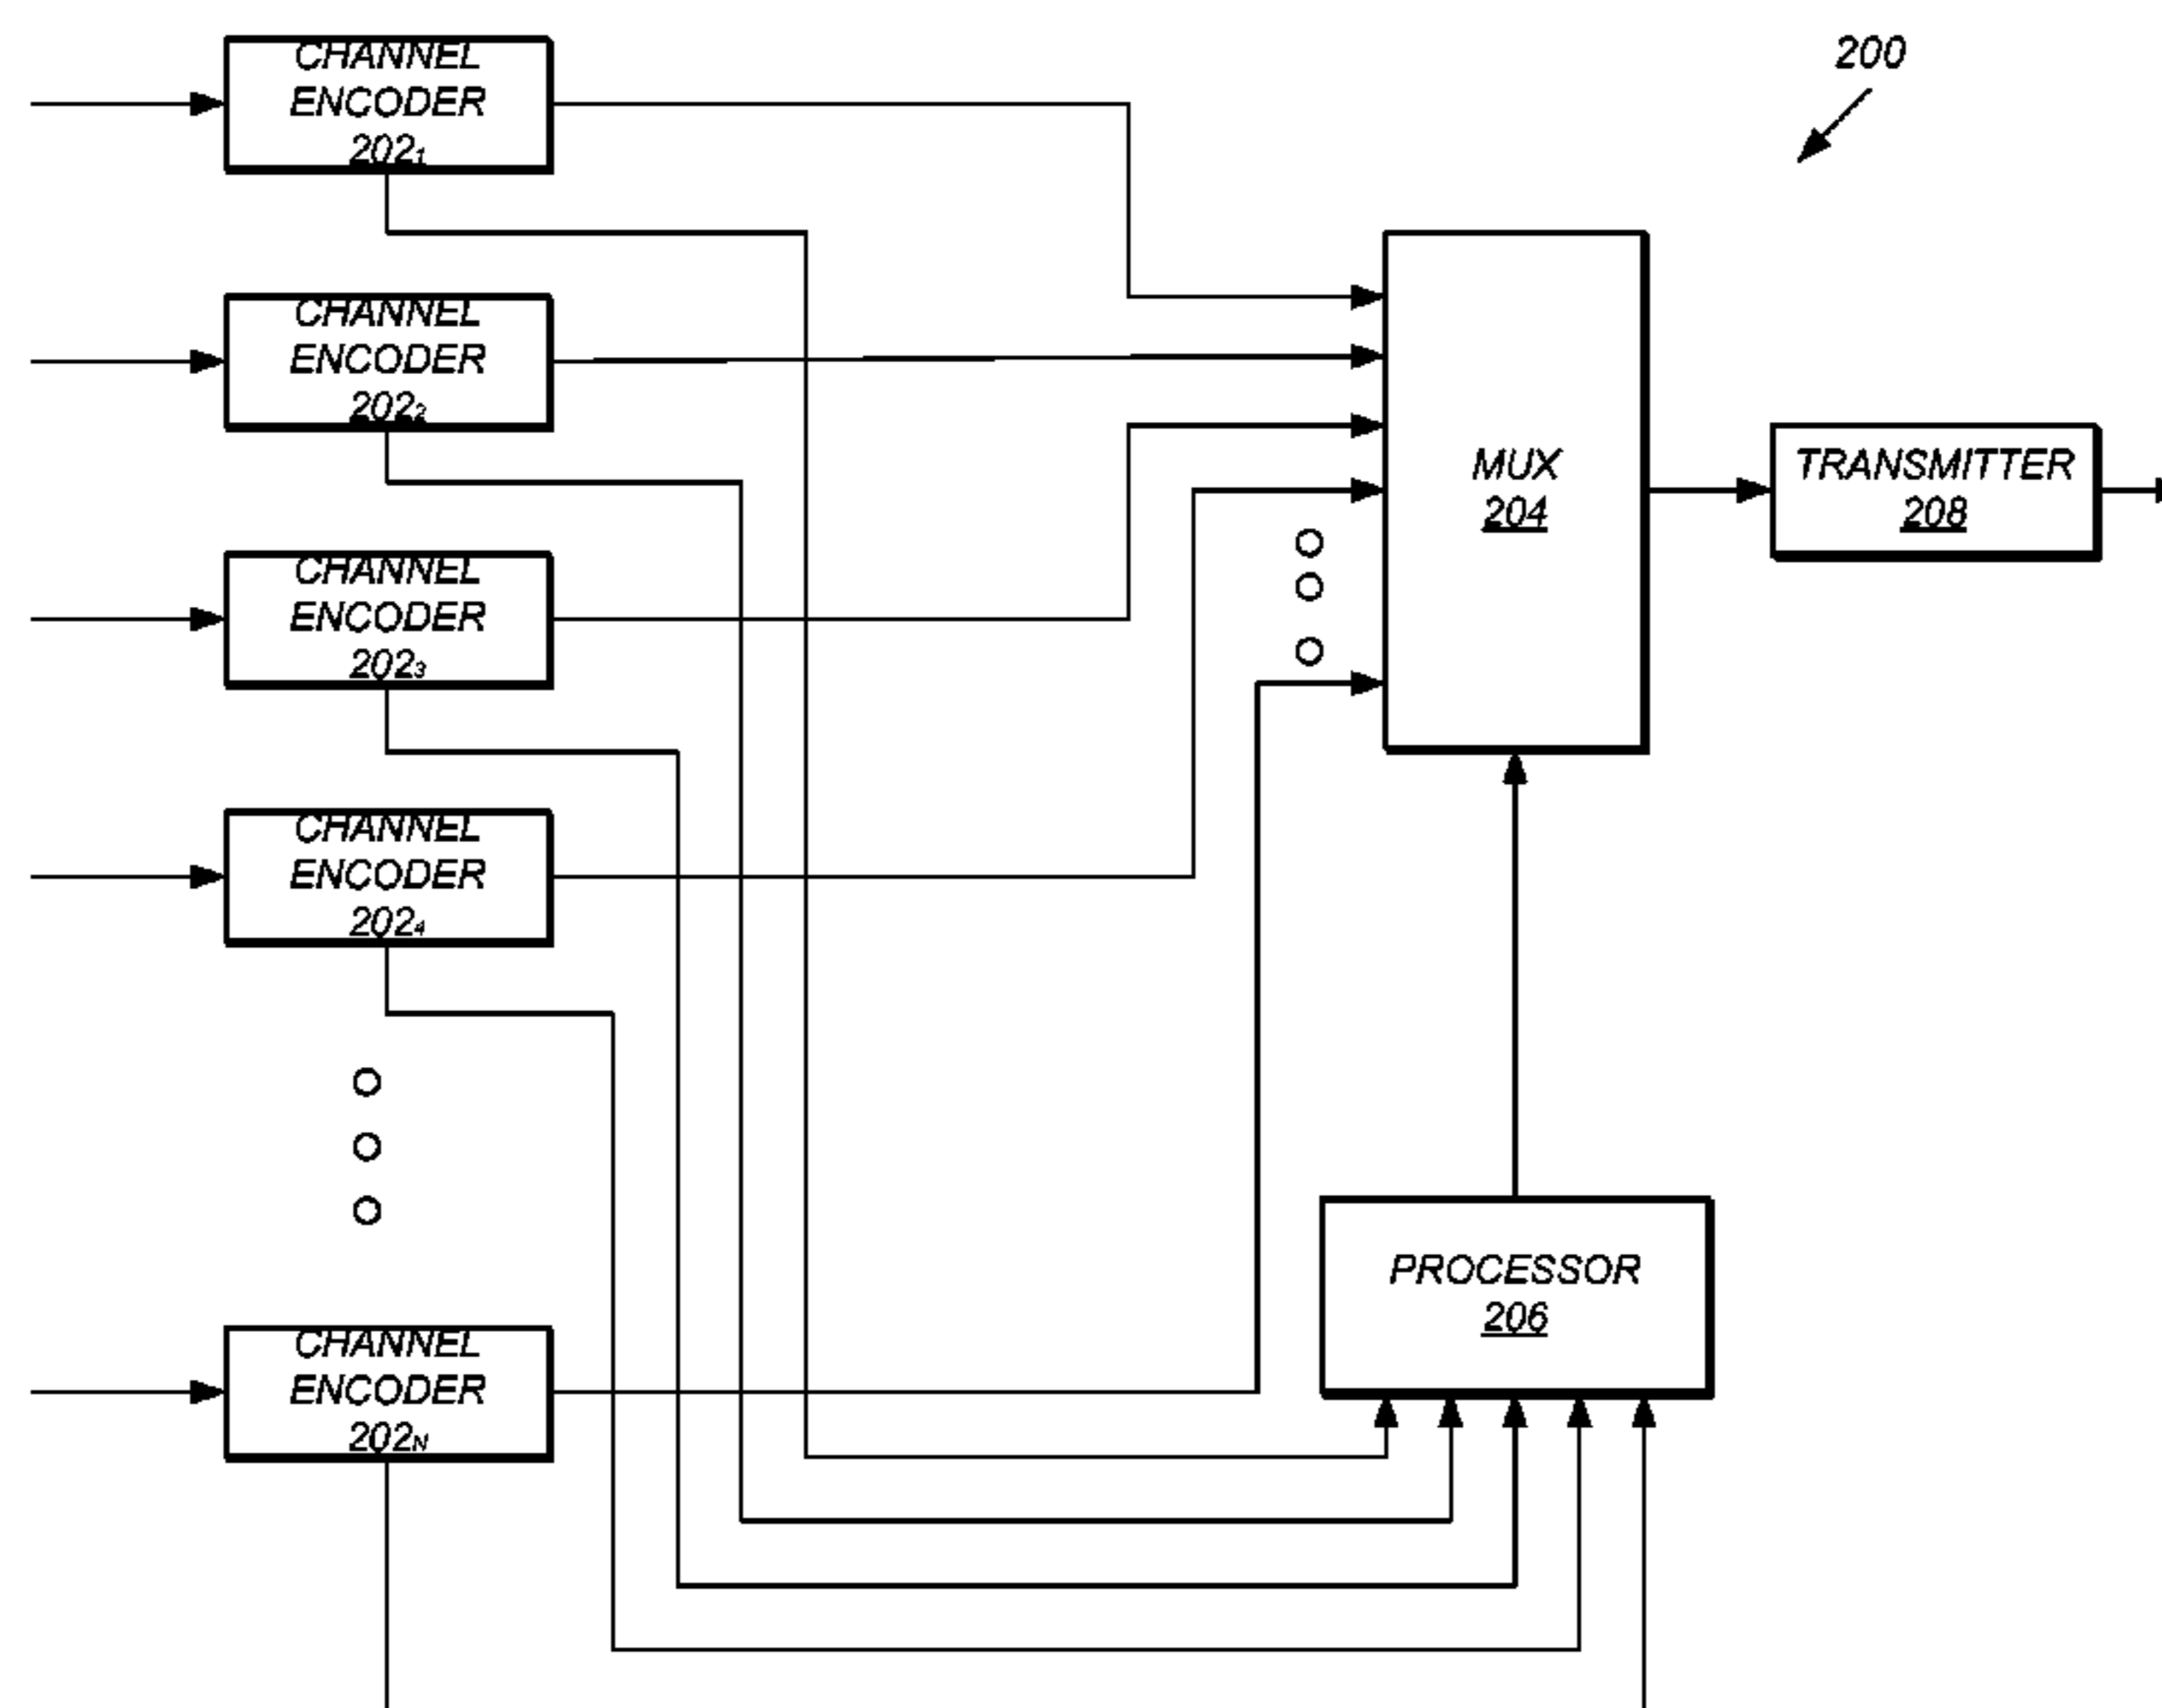 200
CHANNEL
ENCODER
202₁
CHANNEL
ENCODER
202₂
CHANNEL
ENCODER
202₃
CHANNEL
ENCODER
202₄
CHANNEL
ENCODER
202ₙ
MUX
204
TRANSMITTER
208
PROCESSOR
206